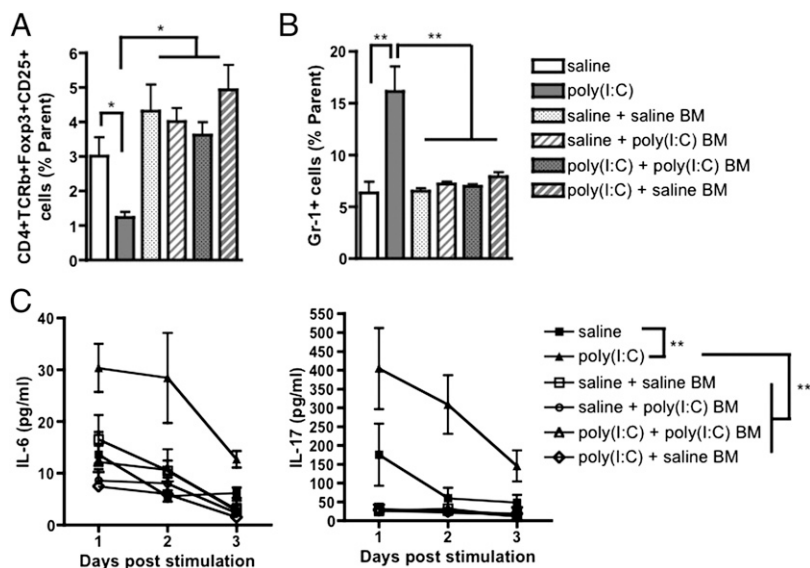 A
CD4+TCRb+Foxp3+CD25+
cells (% Parent)
6
5
4
3
2
1
0
*
*
B
Gr-1+ cells (% Parent)
20
15
10
5
0
**
**
saline
poly(I:C)
saline + saline BM
saline + poly(I:C) BM
poly(I:C) + poly(I:C) BM
poly(I:C) + saline BM
C
IL-6 (pg/ml)
40
30
20
10
0
1 2 3
Days post stimulation
IL-17 (pg/ml)
550
500
450
400
350
300
250
200
150
100
50
0
1 2 3
Days post stimulation
saline
poly(I:C)
saline + saline BM
saline + poly(I:C) BM
poly(I:C) + poly(I:C) BM
poly(I:C) + saline BM
**
**